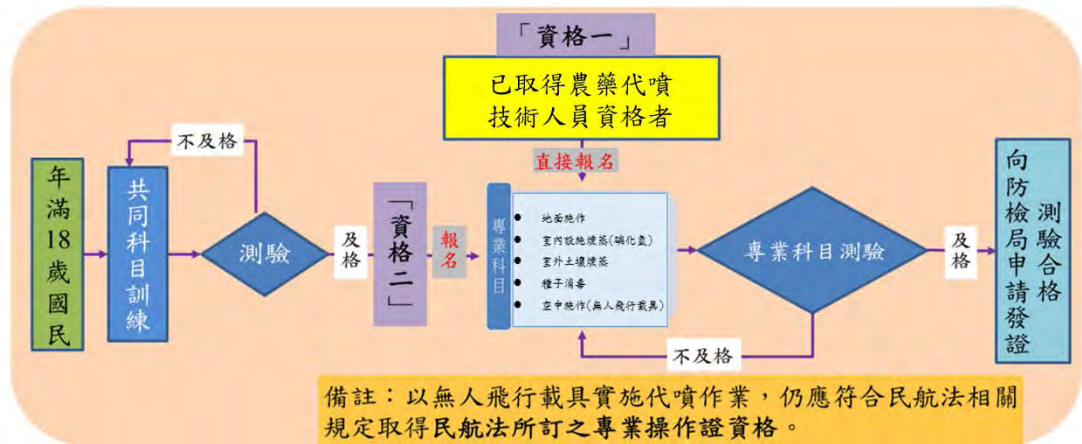 「資格一」
已取得農藥代噴
技術人員資格者
直接報名
年滿18歲國民
共同科目訓練
不及格
測驗
及格
「資格二」
報名
專業科目
地面施作
室內設施燻蒸(磷化氫)
室外土壤燻蒸
種子消毒
空中施作(無人飛行載具)
專業科目測驗
不及格
及格
測驗合格
向防檢局申請發證
備註：以無人飛行載具實施代噴作業，仍應符合民航法相關
規定取得民航法所訂之專業操作證資格。